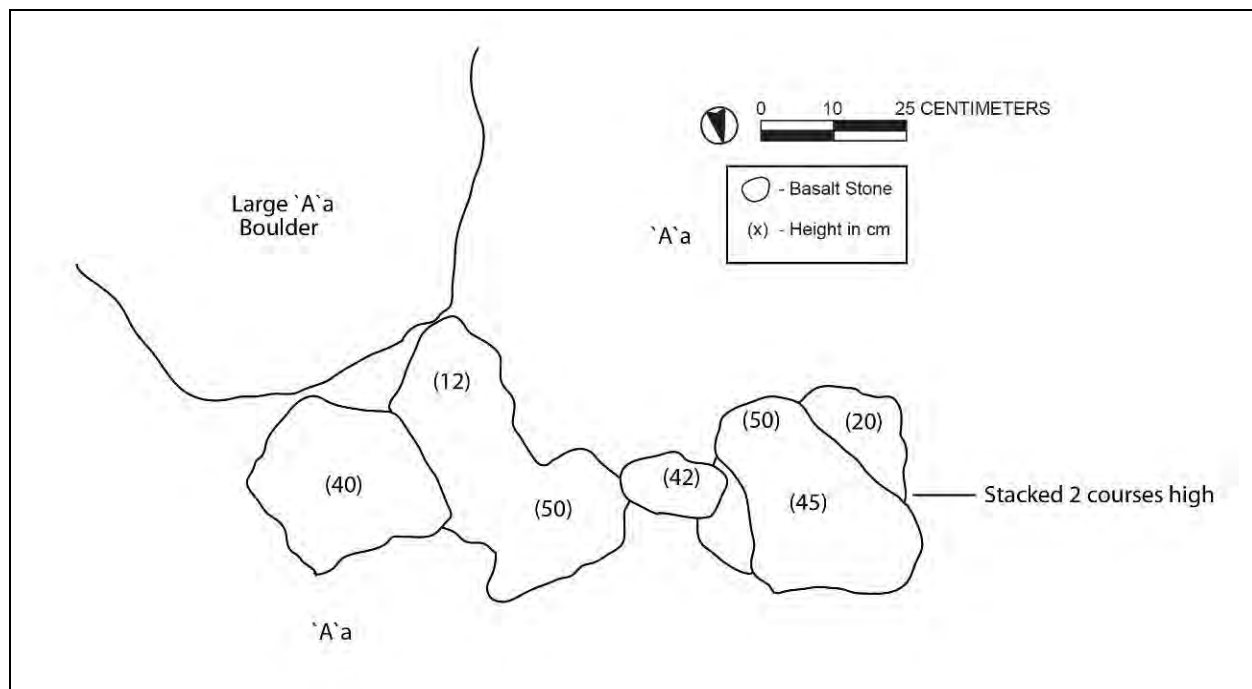 0 10 25 CENTIMETERS
- Basalt Stone
(x) - Height in cm
Large `A`a
Boulder
`A`a
(12)
(40)
(50)
(42)
(50)
(20)
(45)
Stacked 2 courses high
`A`a